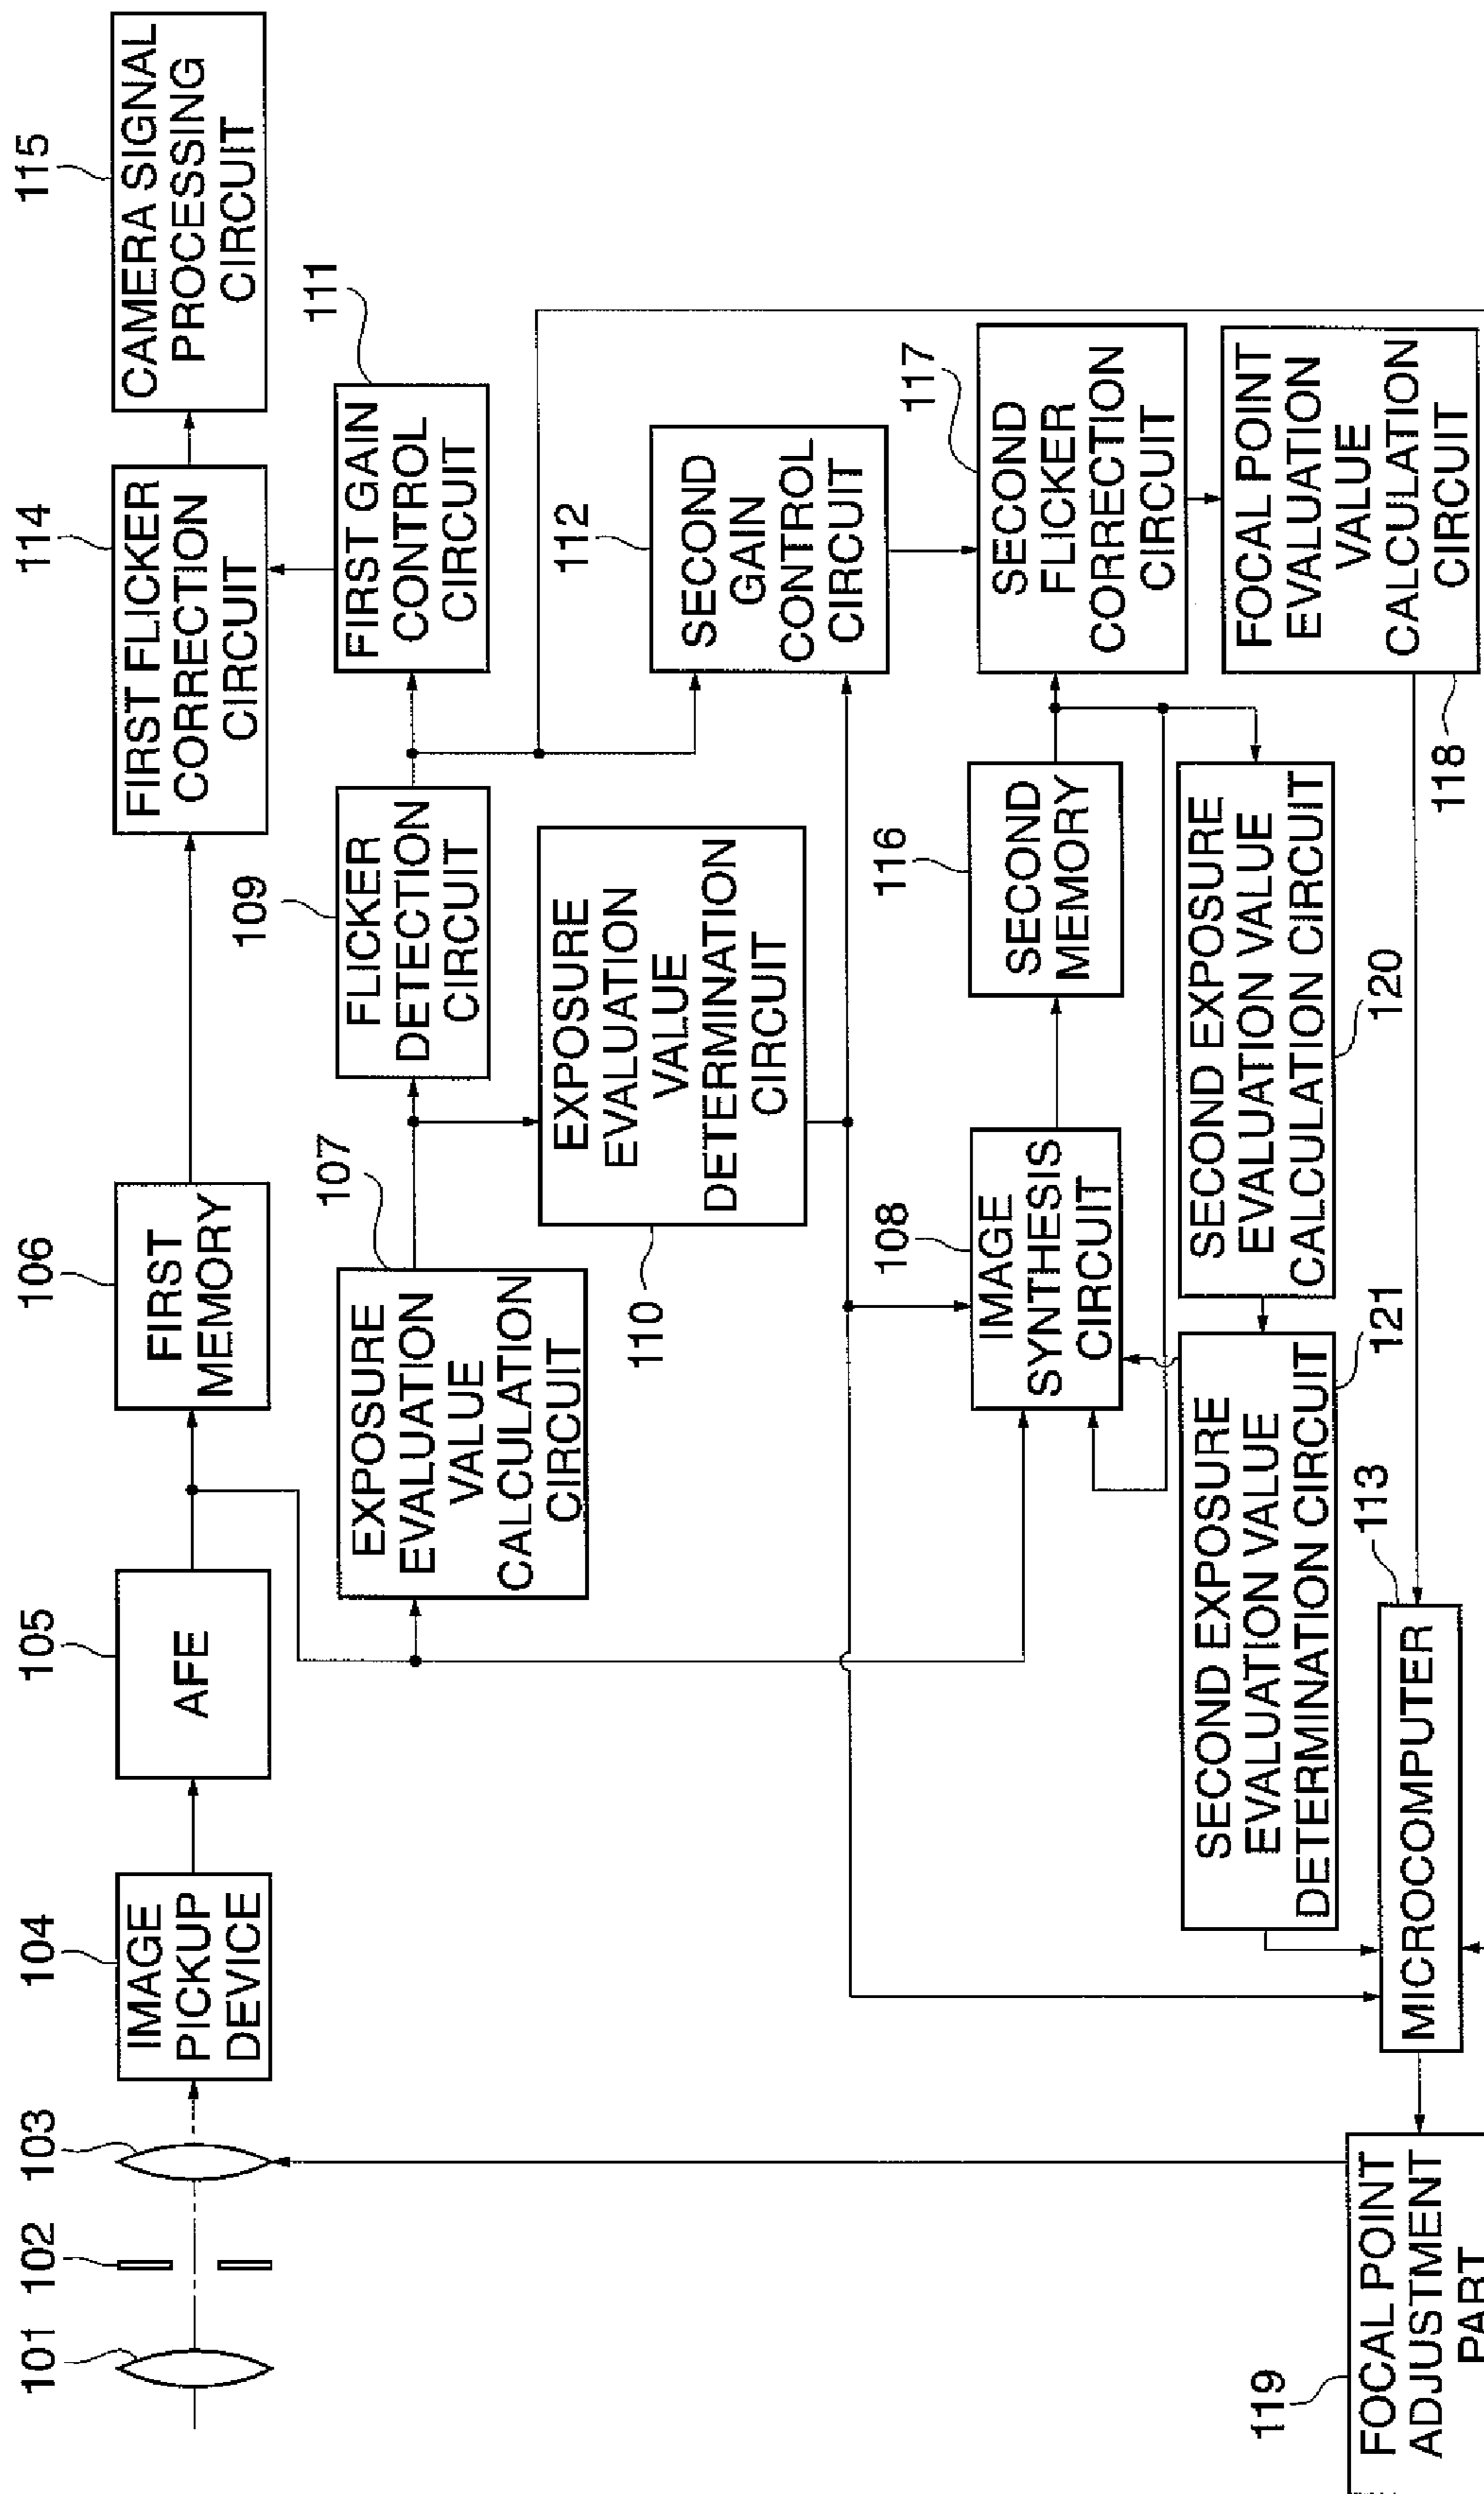 101
102
103
104
IMAGE
PICKUP
DEVICE
105
AFE
106
FIRST
MEMORY
114
FIRST FLICKER
CORRECTION
CIRCUIT
115
CAMERA SIGNAL
PROCESSING
CIRCUIT
107
EXPOSURE
EVALUATION
VALUE
CALCULATION
CIRCUIT
109
FLICKER
DETECTION
CIRCUIT
111
FIRST GAIN
CONTROL
CIRCUIT
110
EXPOSURE
EVALUATION
VALUE
DETERMINATION
CIRCUIT
112
SECOND
GAIN
CONTROL
CIRCUIT
108
IMAGE
SYNTHESIS
CIRCUIT
116
SECOND
MEMORY
117
SECOND
FLICKER
CORRECTION
CIRCUIT
121
SECOND EXPOSURE
EVALUATION VALUE
DETERMINATION CIRCUIT
120
SECOND EXPOSURE
EVALUATION VALUE
CALCULATION CIRCUIT
118
FOCAL POINT
EVALUATION
VALUE
CALCULATION
CIRCUIT
119
FOCAL POINT
ADJUSTMENT
PART
113
MICROCOMPUTER